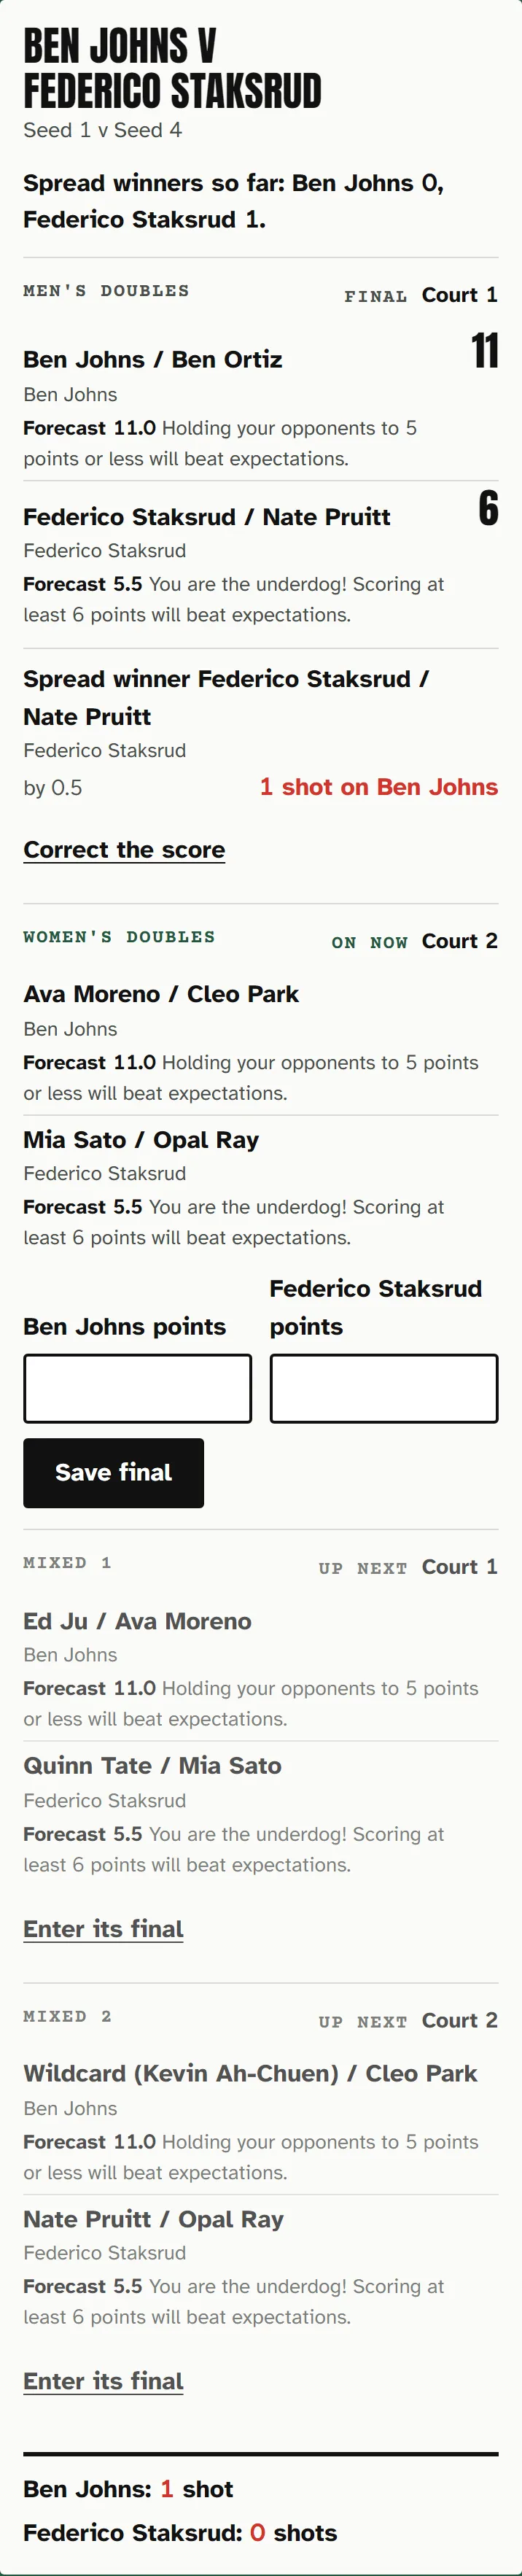 BEN JOHNS V
FEDERICO STAKSRUD
Seed 1 v Seed 4
Spread winners so far: Ben Johns 0,
Federico Staksrud 1.
MEN'S DOUBLES
FINAL Court 1
Ben Johns / Ben Ortiz
11
Ben Johns
Forecast 11.0 Holding your opponents to 5
points or less will beat expectations.
Federico Staksrud / Nate Pruitt
6
Federico Staksrud
Forecast 5.5 You are the underdog! Scoring at
least 6 points will beat expectations.
Spread winner Federico Staksrud /
Nate Pruitt
Federico Staksrud
by 0.5
1 shot on Ben Johns
Correct the score
WOMEN'S DOUBLES
ON NOW Court 2
Ava Moreno / Cleo Park
Ben Johns
Forecast 11.0 Holding your opponents to 5 points
or less will beat expectations.
Mia Sato / Opal Ray
Federico Staksrud
Forecast 5.5 You are the underdog! Scoring at
least 6 points will beat expectations.
Ben Johns points
Federico Staksrud
points
Save final
MIXED 1
UP NEXT Court 1
Ed Ju / Ava Moreno
Ben Johns
Forecast 11.0 Holding your opponents to 5 points
or less will beat expectations.
Quinn Tate / Mia Sato
Federico Staksrud
Forecast 5.5 You are the underdog! Scoring at
least 6 points will beat expectations.
Enter its final
MIXED 2
UP NEXT Court 2
Wildcard (Kevin Ah-Chuen) / Cleo Park
Ben Johns
Forecast 11.0 Holding your opponents to 5 points
or less will beat expectations.
Nate Pruitt / Opal Ray
Federico Staksrud
Forecast 5.5 You are the underdog! Scoring at
least 6 points will beat expectations.
Enter its final
Ben Johns: 1 shot
Federico Staksrud: 0 shots